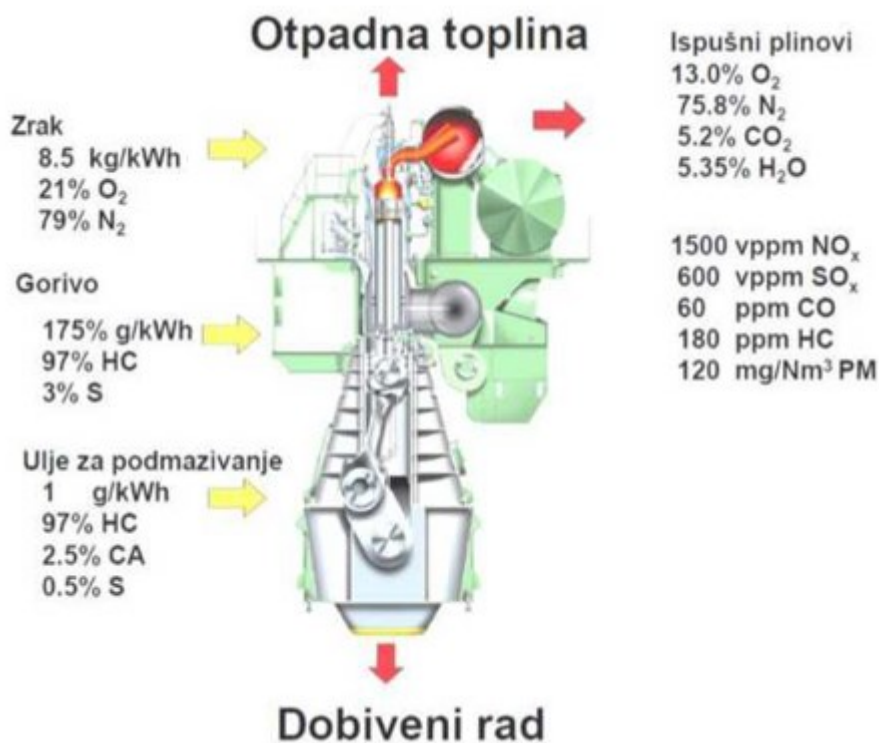 Otpadna toplina
Zrak
8.5 kg/kWh
21% O₂
79% N₂
Gorivo
175% g/kWh
97% HC
3% S
Ulje za podmazivanje
1 g/kWh
97% HC
2.5% CA
0.5% S
Ispušni plinovi
13.0% O₂
75.8% N₂
5.2% CO₂
5.35% H₂O
1500 vppm NOₓ
600 vppm SOₓ
60 ppm CO
180 ppm HC
120 mg/Nm³ PM
Dobiveni rad